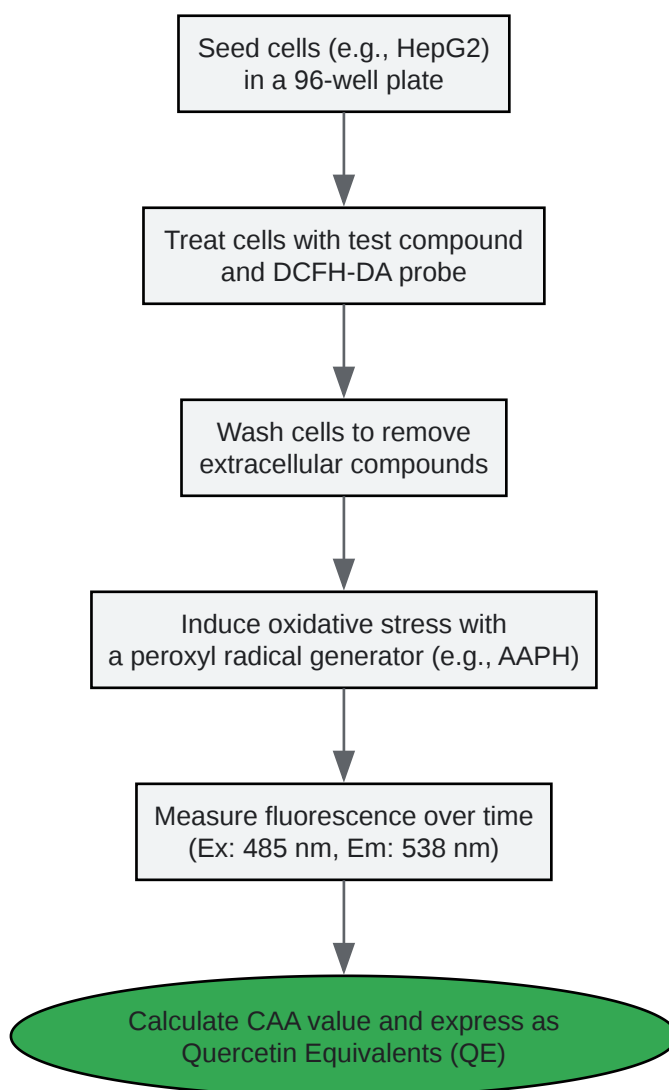 Seed cells (e.g., HepG2)
in a 96-well plate
Treat cells with test compound
and DCFH-DA probe
Wash cells to remove
extracellular compounds
Induce oxidative stress with
a peroxyl radical generator (e.g., AAPH)
Measure fluorescence over time
(Ex: 485 nm, Em: 538 nm)
Calculate CAA value and express as
Quercetin Equivalents (QE)